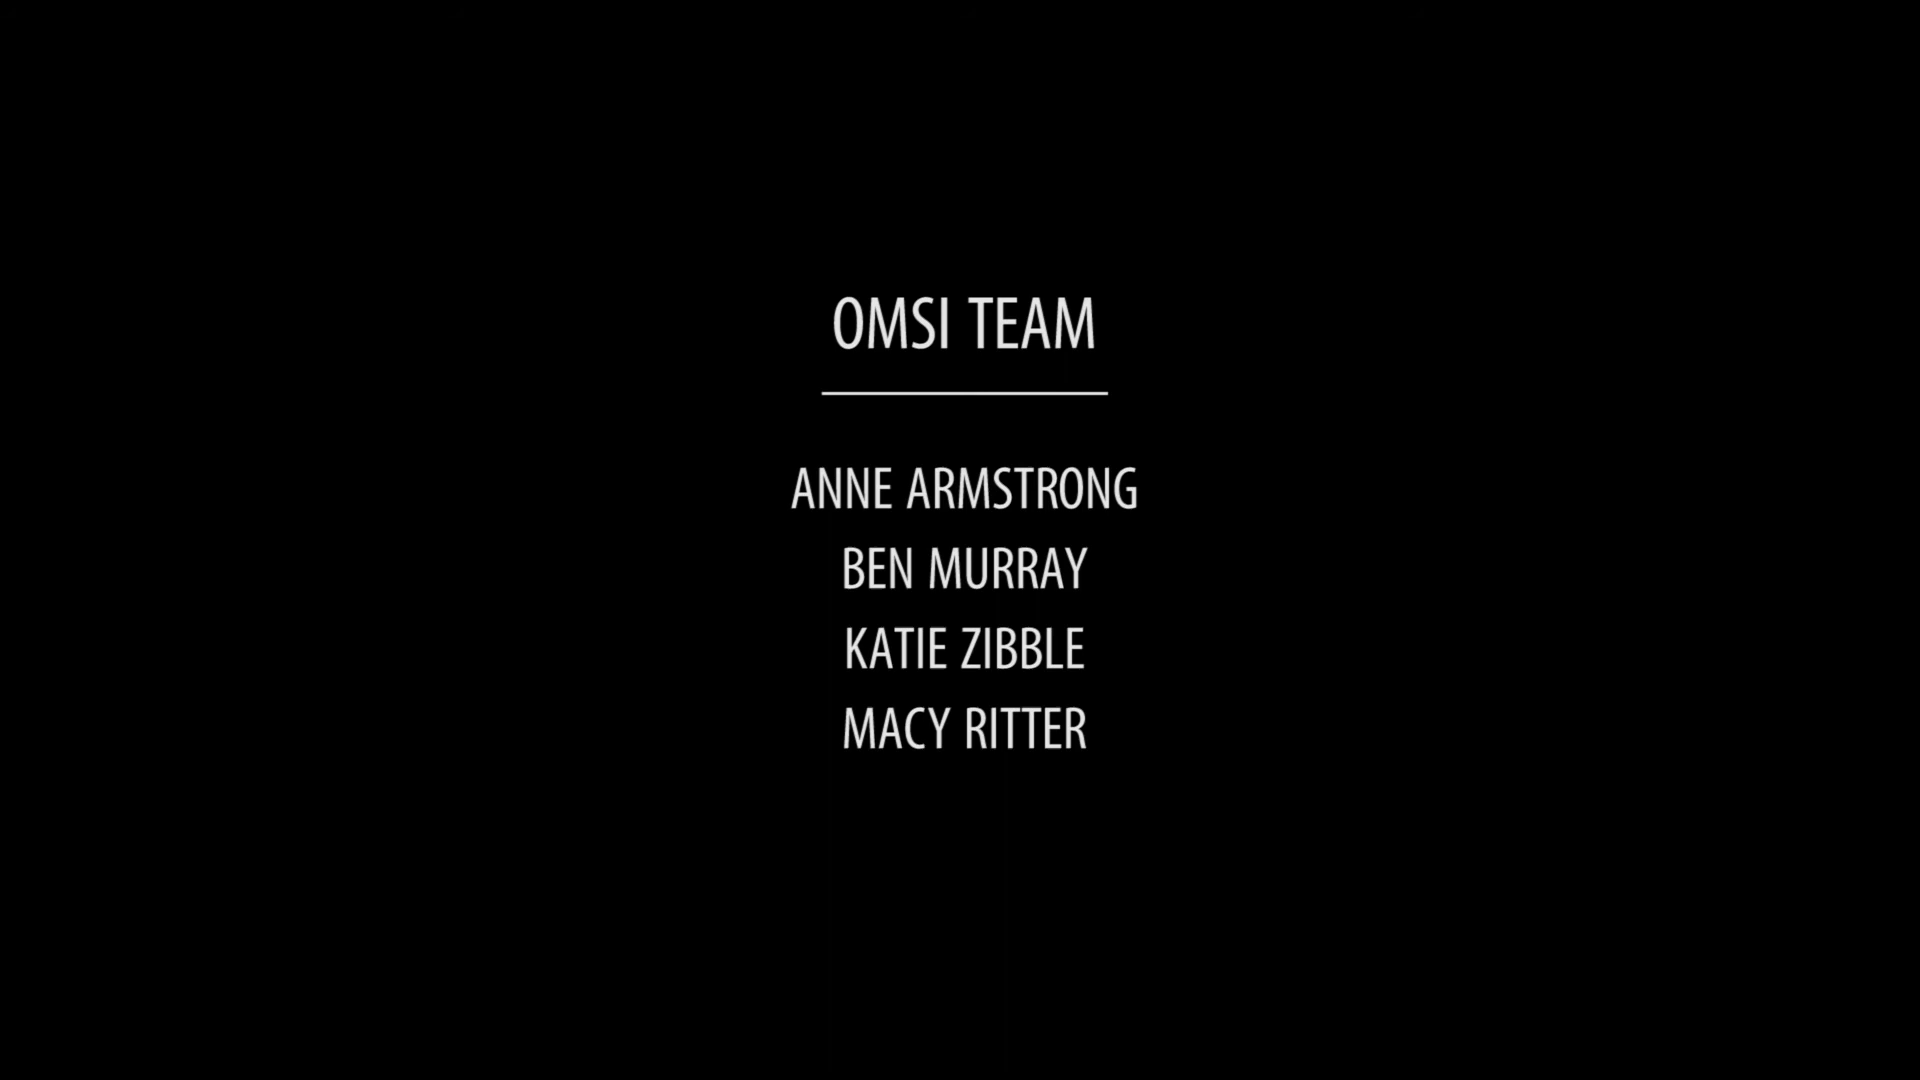 OMSI TEAM
ANNE ARMSTRONG
BEN MURRAY
KATIE ZIBBLE
MACY RITTER